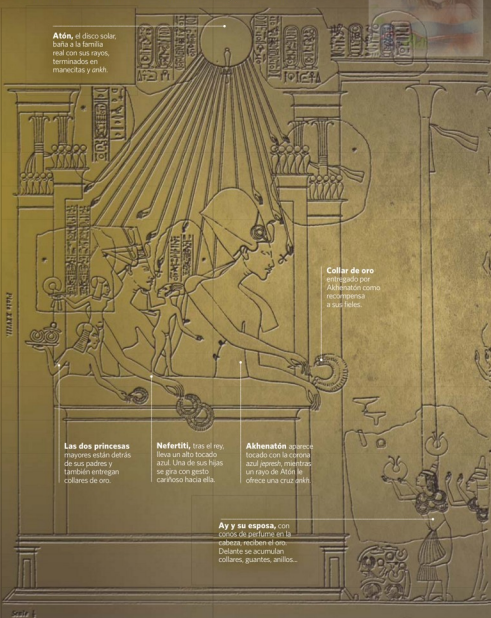 Atón, el disco solar,
baña a la familia
real con sus rayos,
terminados en
manecitas y ankh.
Collar de oro
entregado por
Akhenatón como
recompensa
a sus fieles.
Las dos princesas
mayores están detrás
de sus padres y
también entregan
collares de oro.
Nefertiti, tras el rey,
lleva un alto tocado
azul. Una de sus hijas
se gira con gesto
cariñoso hacia ella.
Akhenatón aparece
tocado con la corona
azul jepresh, mientras
un rayo de Atón le
ofrece una cruz ankh.
Ay y su esposa, con
conos de perfume en la
cabeza, reciben el oro.
Delante se acumulan
collares, guantes, anillos...